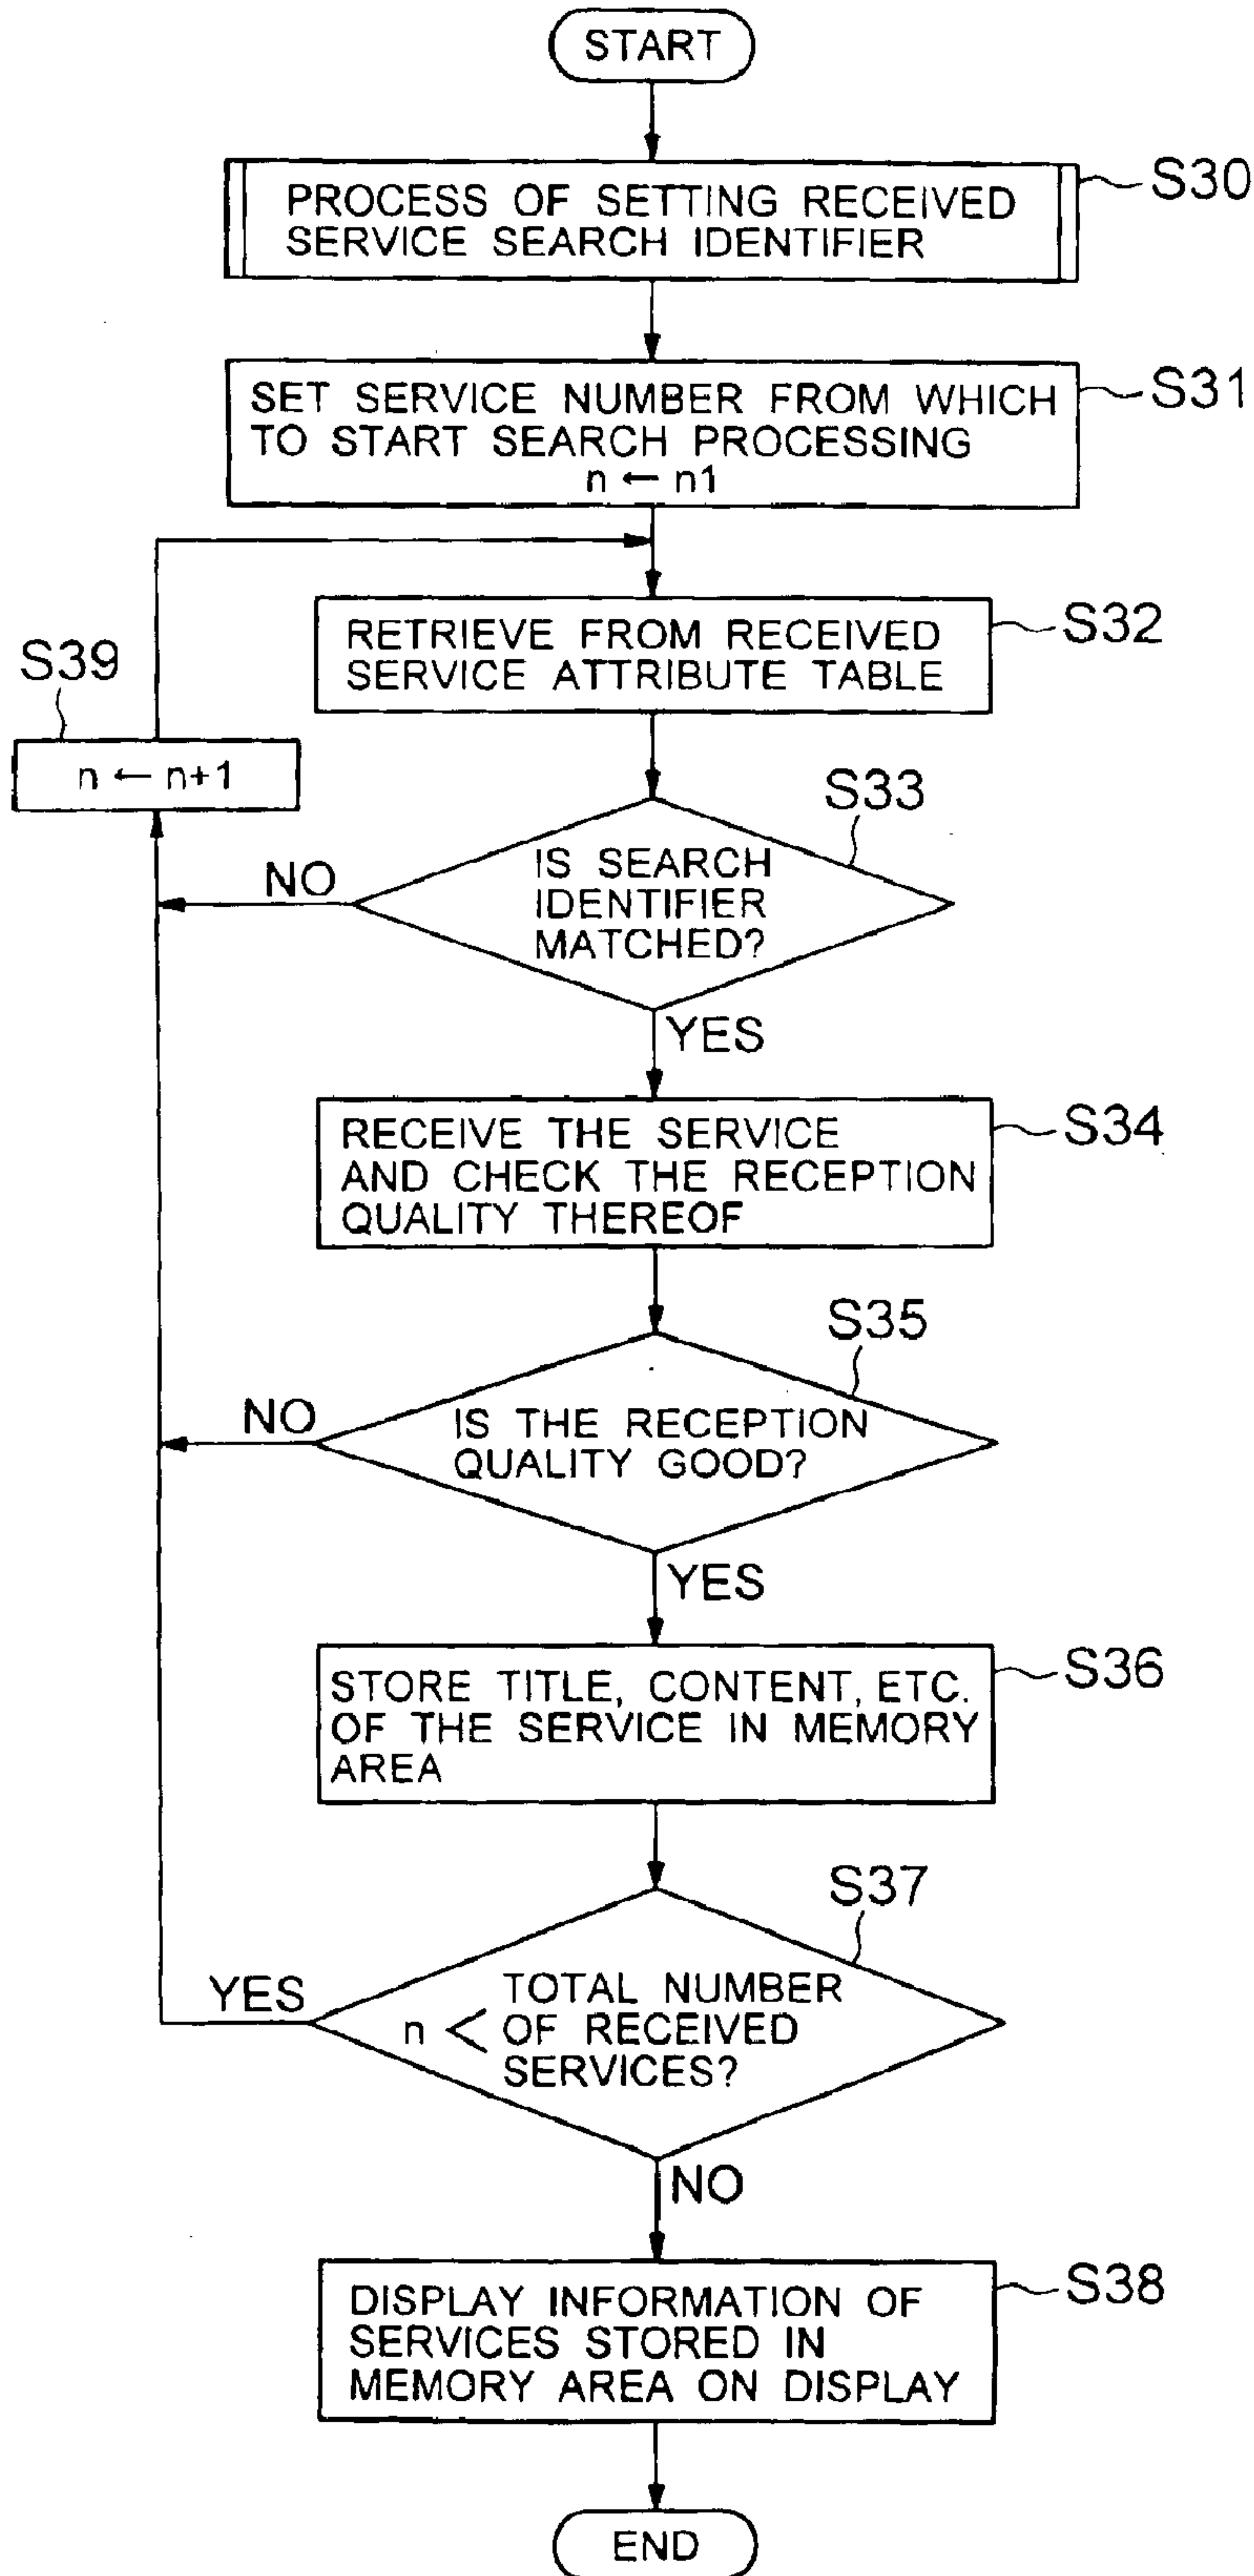 START
PROCESS OF SETTING RECEIVED
SERVICE SEARCH IDENTIFIER
S30
SET SERVICE NUMBER FROM WHICH
TO START SEARCH PROCESSING
n ← n1
S31
RETRIEVE FROM RECEIVED
SERVICE ATTRIBUTE TABLE
S32
S39
n ← n+1
S33
IS SEARCH
IDENTIFIER
MATCHED?
NO
YES
RECEIVE THE SERVICE
AND CHECK THE RECEPTION
QUALITY THEREOF
S34
S35
IS THE RECEPTION
QUALITY GOOD?
NO
YES
STORE TITLE, CONTENT, ETC.
OF THE SERVICE IN MEMORY
AREA
S36
S37
n < TOTAL NUMBER
OF RECEIVED
SERVICES?
YES
NO
DISPLAY INFORMATION OF
SERVICES STORED IN
MEMORY AREA ON DISPLAY
S38
END